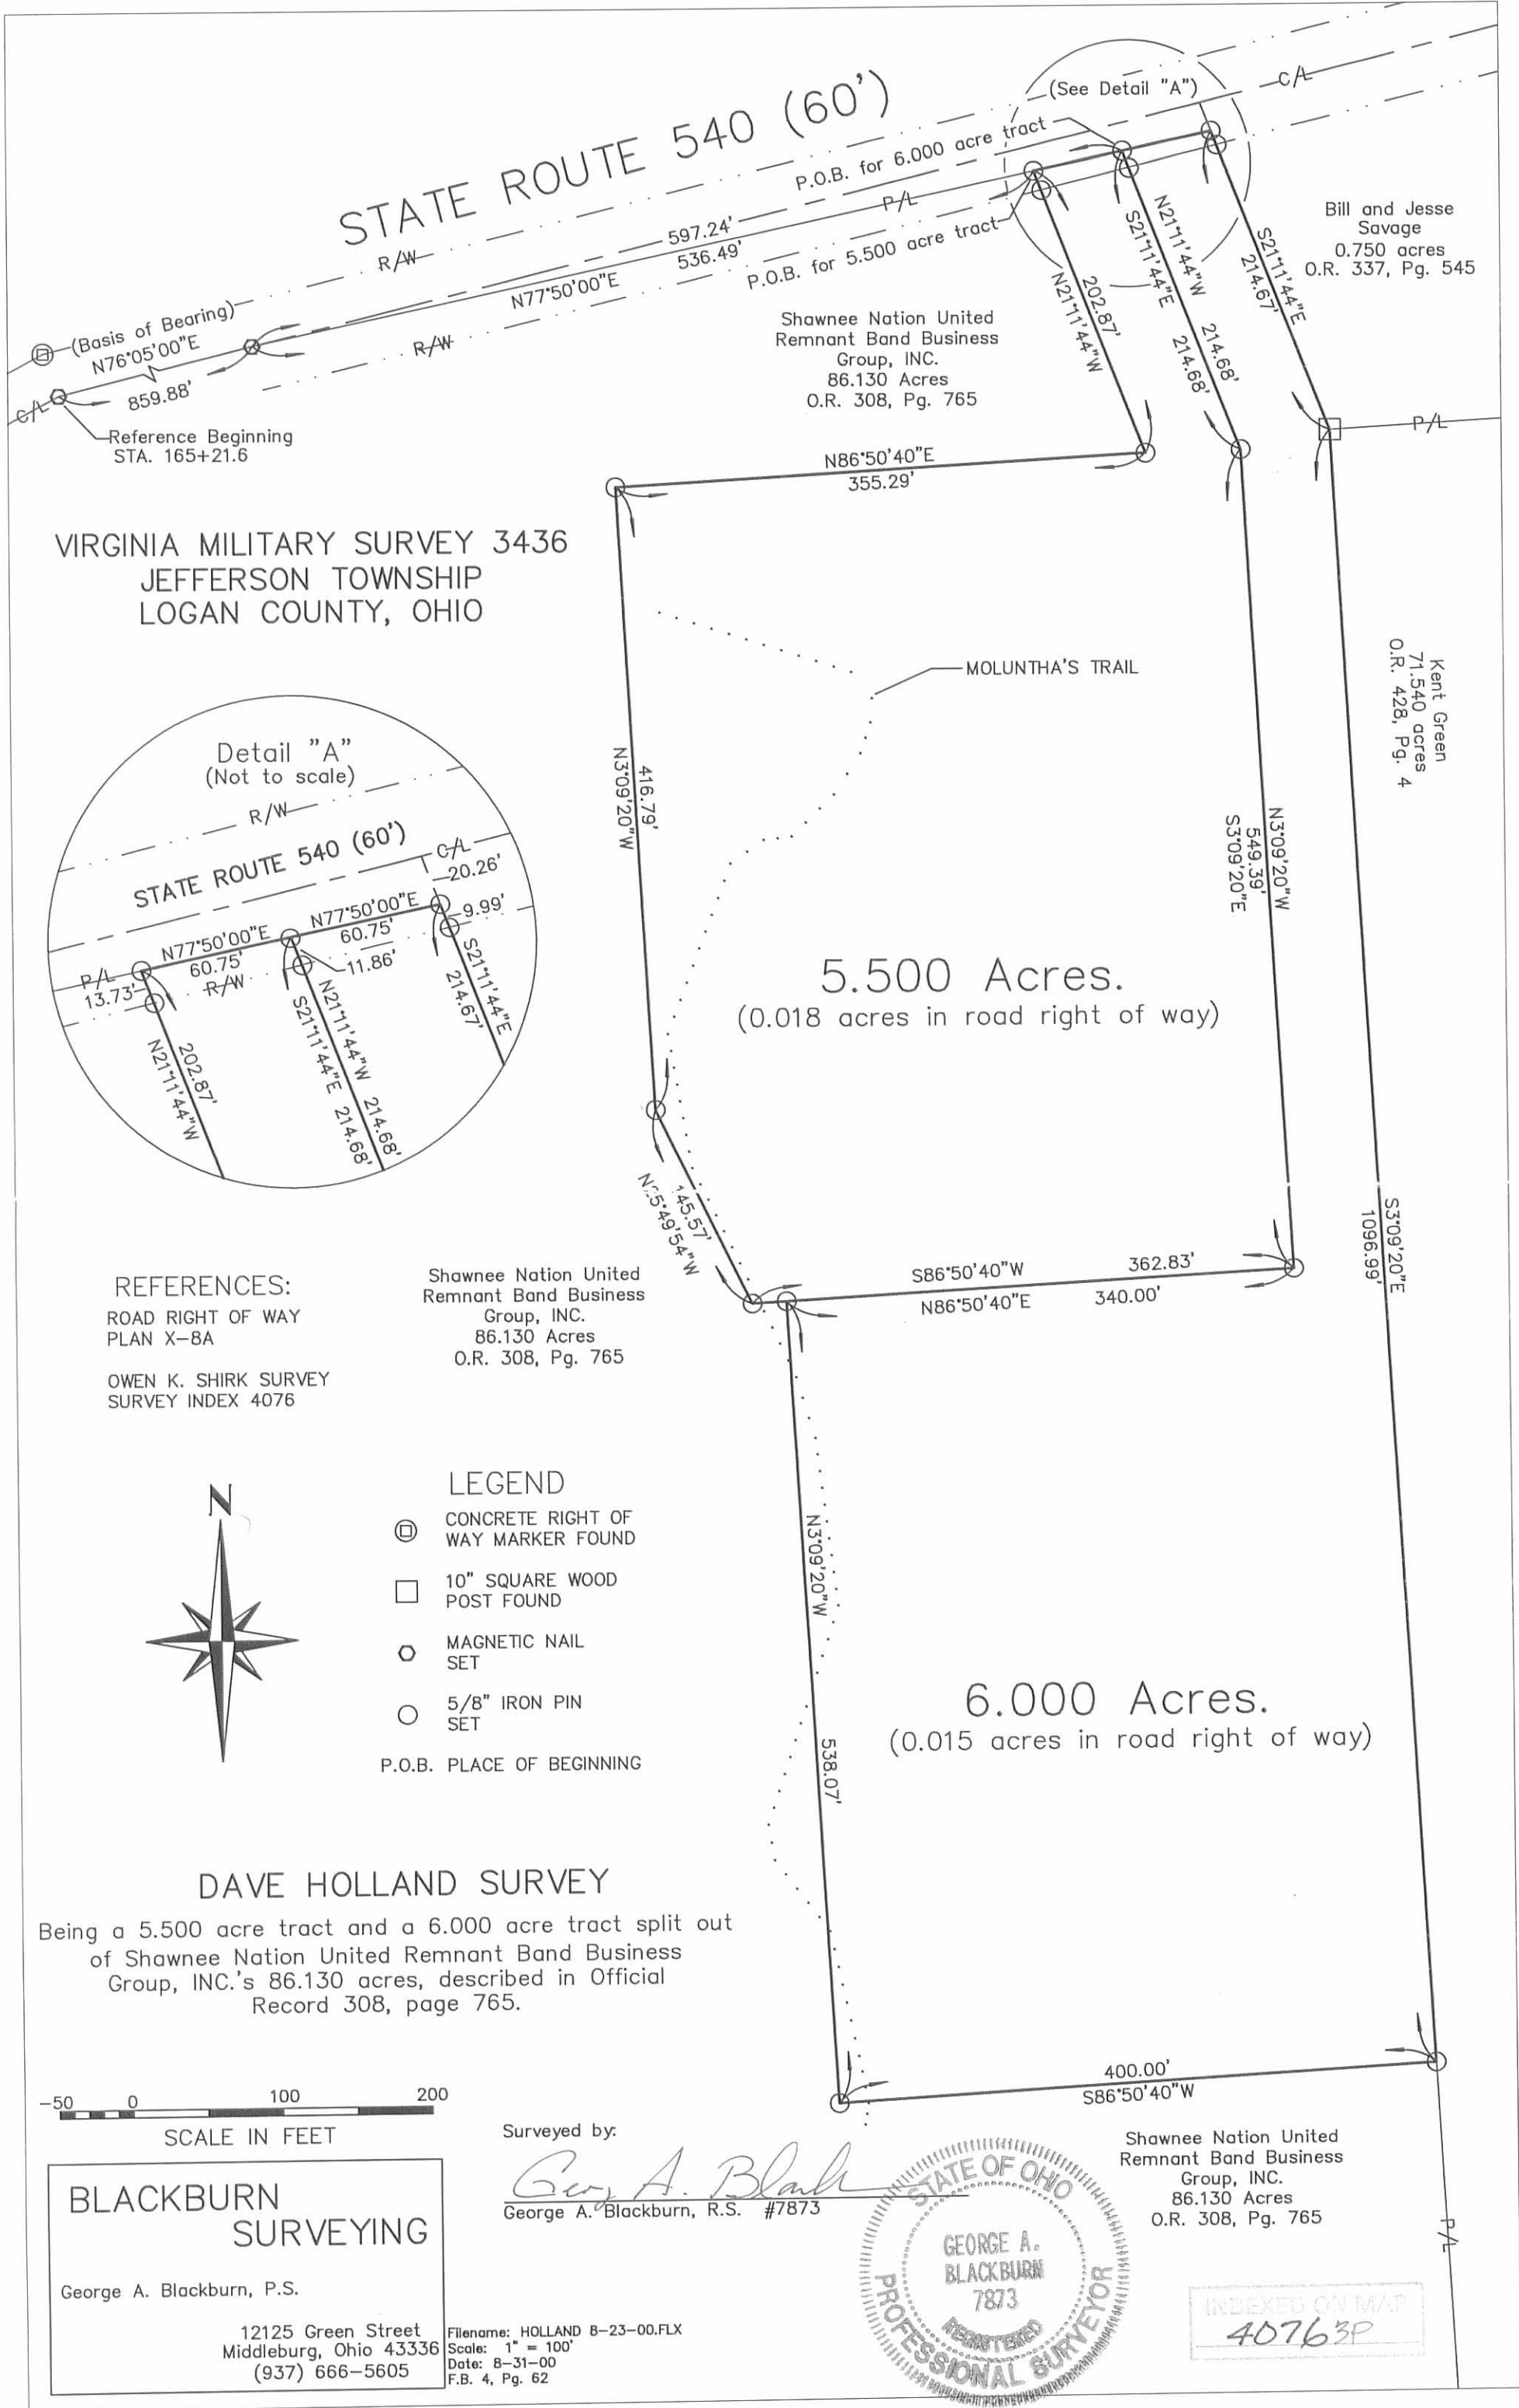 STATE ROUTE 540 (60')
(See Detail "A")
C/L
P.O.B. for 6.000 acre tract
P/L
P.O.B. for 5.500 acre tract
R/W
597.24'
536.49'
N77°50'00"E
R/W
(Basis of Bearing)
N76°05'00"E
859.88'
C/L
Reference Beginning
STA. 165+21.6
Shawnee Nation United
Remnant Band Business
Group, INC.
86.130 Acres
O.R. 308, Pg. 765
202.87'
N21°11'44"W
N21°11'44"W 214.68'
S21°11'44"E 214.68'
S21°11'44"E
214.67'
Bill and Jesse
Savage
0.750 acres
O.R. 337, Pg. 545
P/L
N86°50'40"E
355.29'
VIRGINIA MILITARY SURVEY 3436
JEFFERSON TOWNSHIP
LOGAN COUNTY, OHIO
MOLUNTHA'S TRAIL
Kent Green
71.540 acres
O.R. 428, Pg. 4
416.79'
N3°09'20"W
N3°09'20"W
549.39'
S3°09'20"E
Detail "A"
(Not to scale)
R/W
STATE ROUTE 540 (60')
C/L
20.26'
N77°50'00"E
60.75'
9.99'
N77°50'00"E
60.75'
11.86'
P/L
13.73'
R/W
202.87'
N21°11'44"W
N21°11'44"W 214.68'
S21°11'44"E 214.68'
S21°11'44"E
214.67'
5.500 Acres.
(0.018 acres in road right of way)
S3°09'20"E
1096.99'
S86°50'40"W 362.83'
N86°50'40"E 340.00'
REFERENCES:
ROAD RIGHT OF WAY
PLAN X-8A
OWEN K. SHIRK SURVEY
SURVEY INDEX 4076
Shawnee Nation United
Remnant Band Business
Group, INC.
86.130 Acres
O.R. 308, Pg. 765
N
LEGEND
CONCRETE RIGHT OF
WAY MARKER FOUND
10" SQUARE WOOD
POST FOUND
MAGNETIC NAIL
SET
5/8" IRON PIN
SET
P.O.B. PLACE OF BEGINNING
N3°09'20"W
538.07'
6.000 Acres.
(0.015 acres in road right of way)
DAVE HOLLAND SURVEY
Being a 5.500 acre tract and a 6.000 acre tract split out
of Shawnee Nation United Remnant Band Business
Group, INC.'s 86.130 acres, described in Official
Record 308, page 765.
400.00'
S86°50'40"W
-50 0 100 200
SCALE IN FEET
Surveyed by:
George A. Blackburn, R.S. #7873
STATE OF OHIO
GEORGE A.
BLACKBURN
7873
REGISTERED
PROFESSIONAL SURVEYOR
Shawnee Nation United
Remnant Band Business
Group, INC.
86.130 Acres
O.R. 308, Pg. 765
P/L
BLACKBURN
SURVEYING
George A. Blackburn, P.S.
12125 Green Street
Middleburg, Ohio 43336
(937) 666-5605
Filename: HOLLAND 8-23-00.FLX
Scale: 1" = 100'
Date: 8-31-00
F.B. 4, Pg. 62
INDEXED ON MAP
40763P